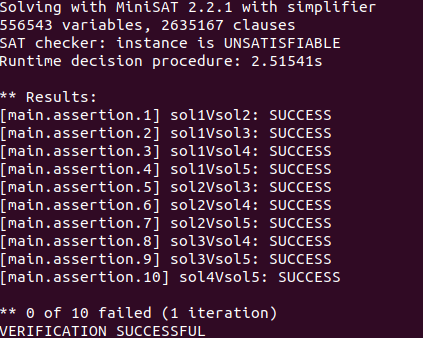 Solving with MiniSAT 2.2.1 with simplifier
556543 variables, 2635167 clauses
SAT checker: instance is UNSATISFIABLE
Runtime decision procedure: 2.51541s

** Results:
[main.assertion.1] sol1Vsol2: SUCCESS
[main.assertion.2] sol1Vsol3: SUCCESS
[main.assertion.3] sol1Vsol4: SUCCESS
[main.assertion.4] sol1Vsol5: SUCCESS
[main.assertion.5] sol2Vsol3: SUCCESS
[main.assertion.6] sol2Vsol4: SUCCESS
[main.assertion.7] sol2Vsol5: SUCCESS
[main.assertion.8] sol3Vsol4: SUCCESS
[main.assertion.9] sol3Vsol5: SUCCESS
[main.assertion.10] sol4Vsol5: SUCCESS

** 0 of 10 failed (1 iteration)
VERIFICATION SUCCESSFUL